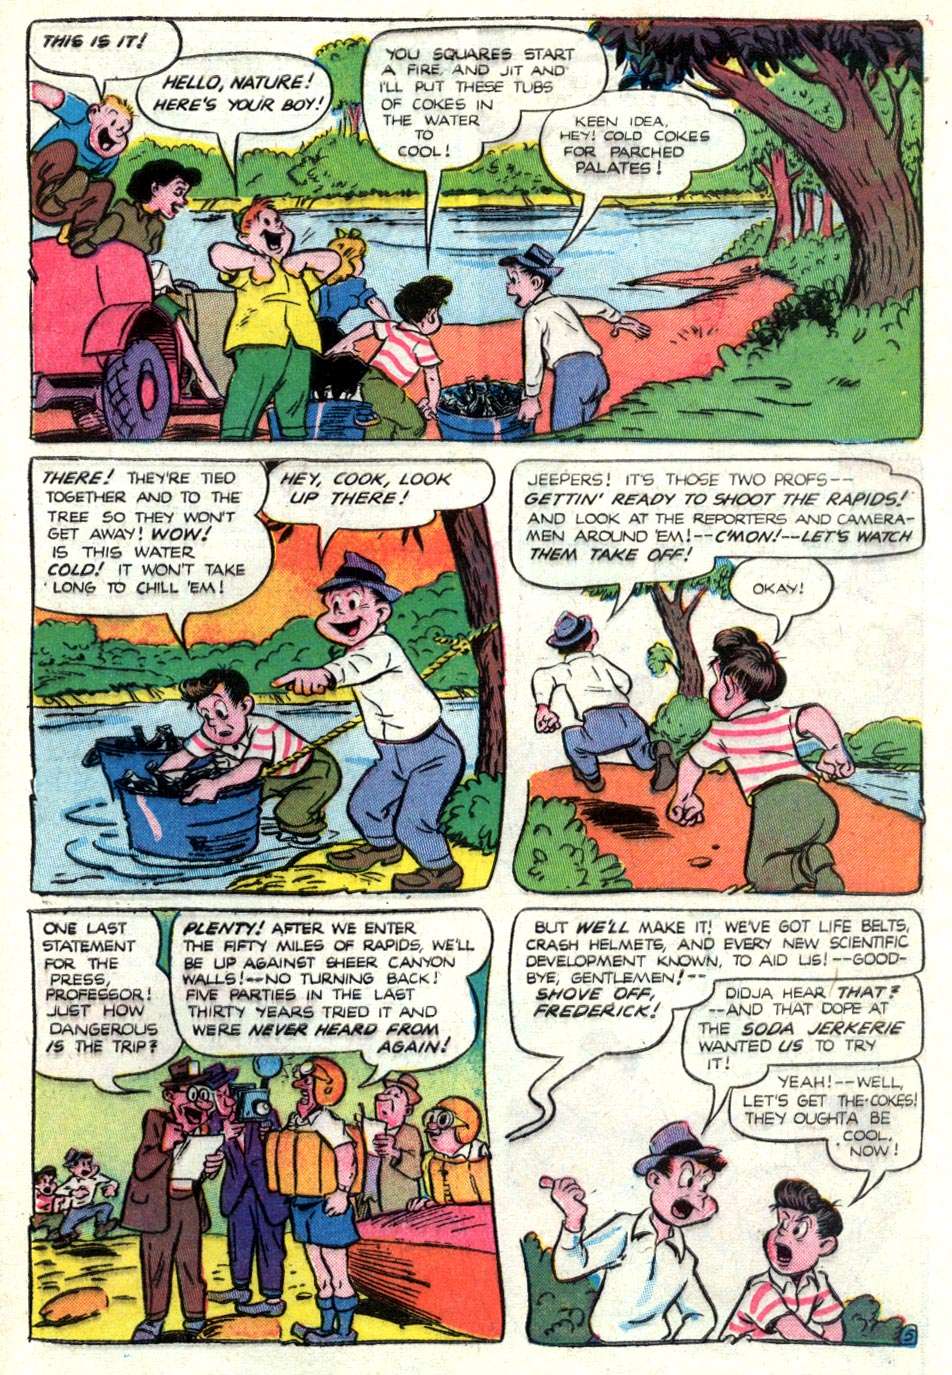 THIS IS IT!
HELLO, NATURE!
HERE'S YOUR BOY!
YOU SQUARES START
A FIRE, AND JIT AND
I'LL PUT THESE TUBS
OF COKES IN
THE WATER
TO
COOL!
KEEN IDEA,
HEY! COLD COKES
FOR PARCHED
PALATES!
THERE! THEY'RE TIED
TOGETHER AND TO THE
TREE SO THEY WON'T
GET AWAY! WOW!
IS THIS WATER
COLD! IT WON'T TAKE
LONG TO CHILL 'EM!
HEY, COOK, LOOK
UP THERE!
JEEPERS! IT'S THOSE TWO PROFS--
GETTIN' READY TO SHOOT THE RAPIDS!
AND LOOK AT THE REPORTERS AND CAMERA-
MEN AROUND 'EM!--C'MON!--LET'S WATCH
THEM TAKE OFF!
OKAY!
ONE LAST
STATEMENT
FOR THE
PRESS,
PROFESSOR!
JUST HOW
DANGEROUS
IS THE TRIP?
PLENTY! AFTER WE ENTER
THE FIFTY MILES OF RAPIDS, WE'LL
BE UP AGAINST SHEER CANYON
WALLS!--NO TURNING BACK!
FIVE PARTIES IN THE LAST
THIRTY YEARS TRIED IT AND
WERE NEVER HEARD FROM
AGAIN!
BUT WE'LL MAKE IT! WE'VE GOT LIFE BELTS,
CRASH HELMETS, AND EVERY NEW SCIENTIFIC
DEVELOPMENT KNOWN, TO AID US!--GOOD-
BYE, GENTLEMEN!--
SHOVE OFF,
FREDERICK!
DIDJA HEAR THAT?
--AND THAT DOPE AT
THE SODA JERKERIE
WANTED US TO TRY
IT!
YEAH!--WELL,
LET'S GET THE COKES!
THEY OUGHTA BE
COOL,
NOW!
5